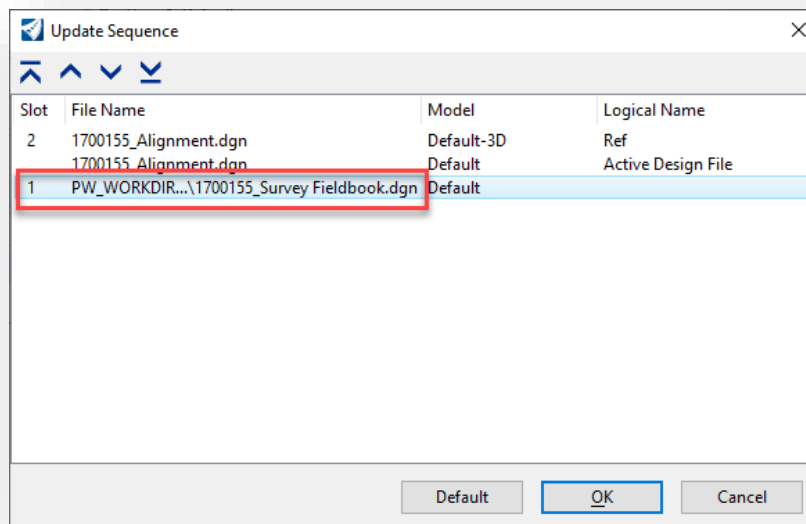 Update Sequence
Slot File Name Model Logical Name
2 1700155_Alignment.dgn Default-3D Ref
1700155_Alignment.dgn Default Active Design File
1 PW_WORKDIR...\1700155_Survey Fieldbook.dgn Default
Default OK Cancel